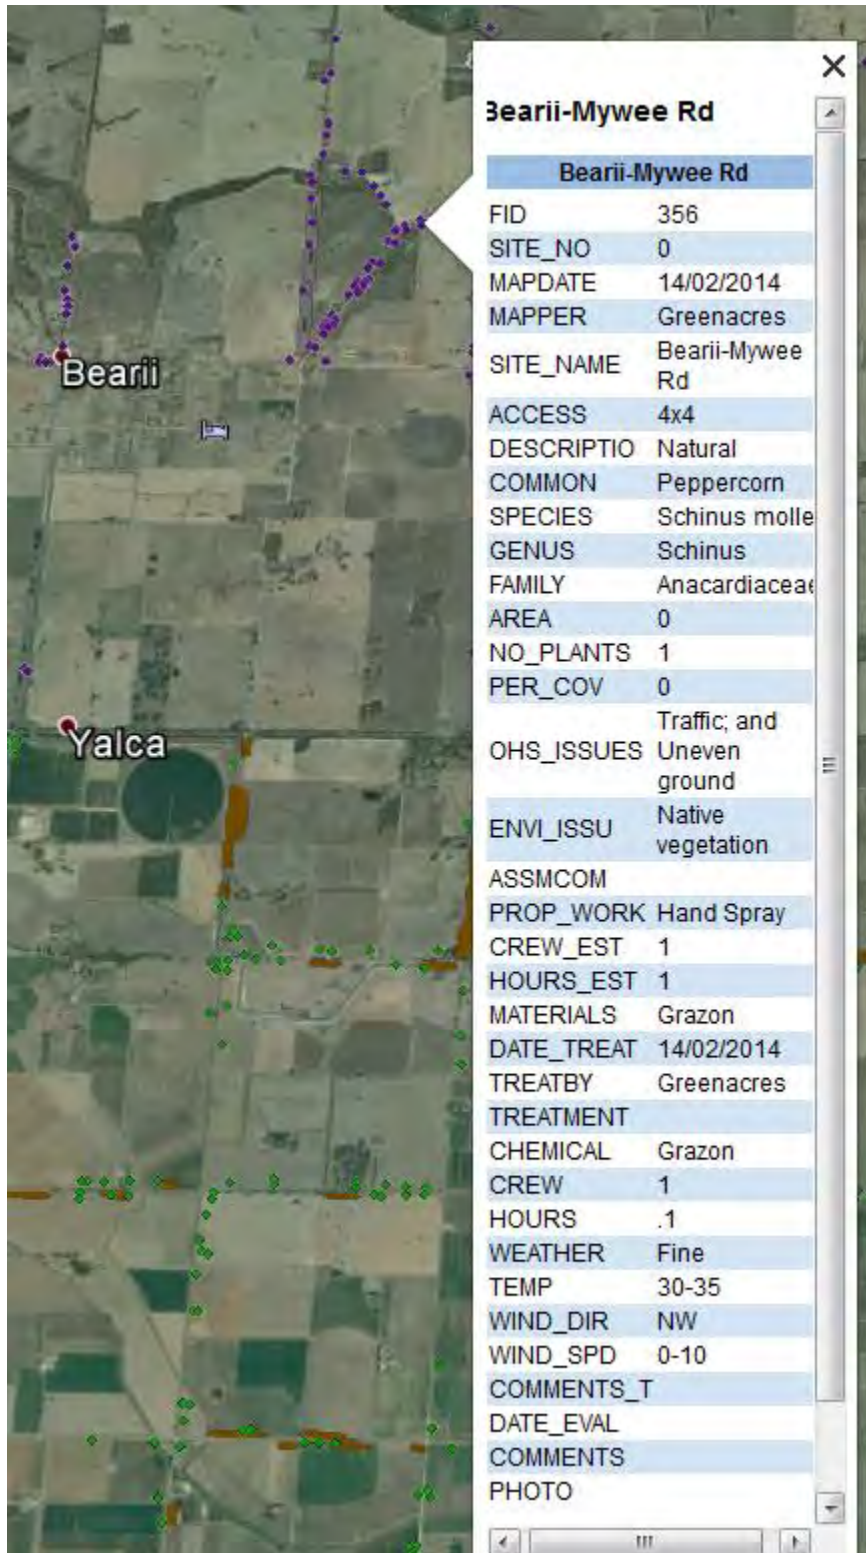 Bearii-Mywee Rd
Bearii-Mywee Rd
FID 356
SITE_NO 0
MAPDATE 14/02/2014
MAPPER Greenacres
SITE_NAME Bearii-Mywee
Rd
ACCESS 4x4
DESCRIPTIO Natural
COMMON Peppercorn
SPECIES Schinus molle
GENUS Schinus
FAMILY Anacardiaceae
AREA 0
NO_PLANTS 1
PER_COV 0
OHS_ISSUES Traffic; and
Uneven
ground
ENVI_ISSU Native
vegetation
ASSMCOM
PROP_WORK Hand Spray
CREW_EST 1
HOURS_EST 1
MATERIALS Grazon
DATE_TREAT 14/02/2014
TREATBY Greenacres
TREATMENT
CHEMICAL Grazon
CREW 1
HOURS .1
WEATHER Fine
TEMP 30-35
WIND_DIR NW
WIND_SPD 0-10
COMMENTS_T
DATE_EVAL
COMMENTS
PHOTO
Bearii
Yalca